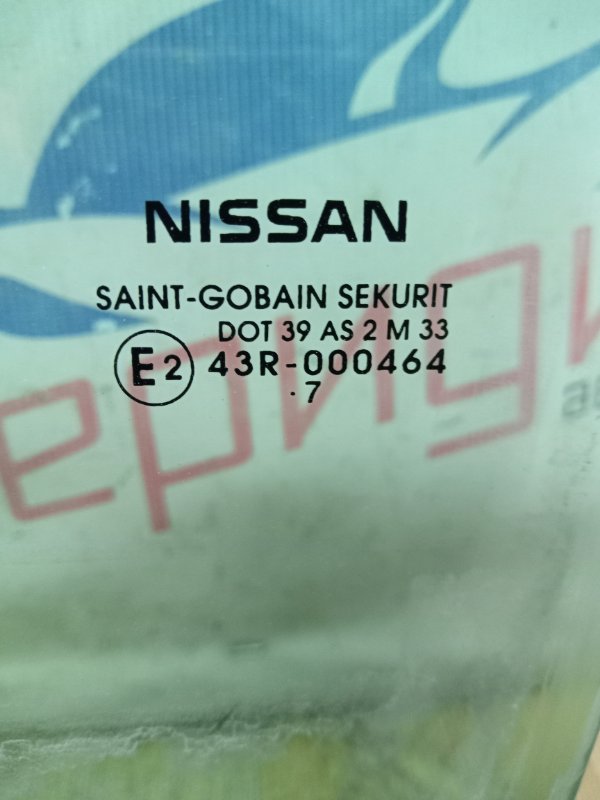 NISSAN
SAINT-GOBAIN SEKURIT
DOT 39 AS 2 M 33
E2 43R-000464
.7